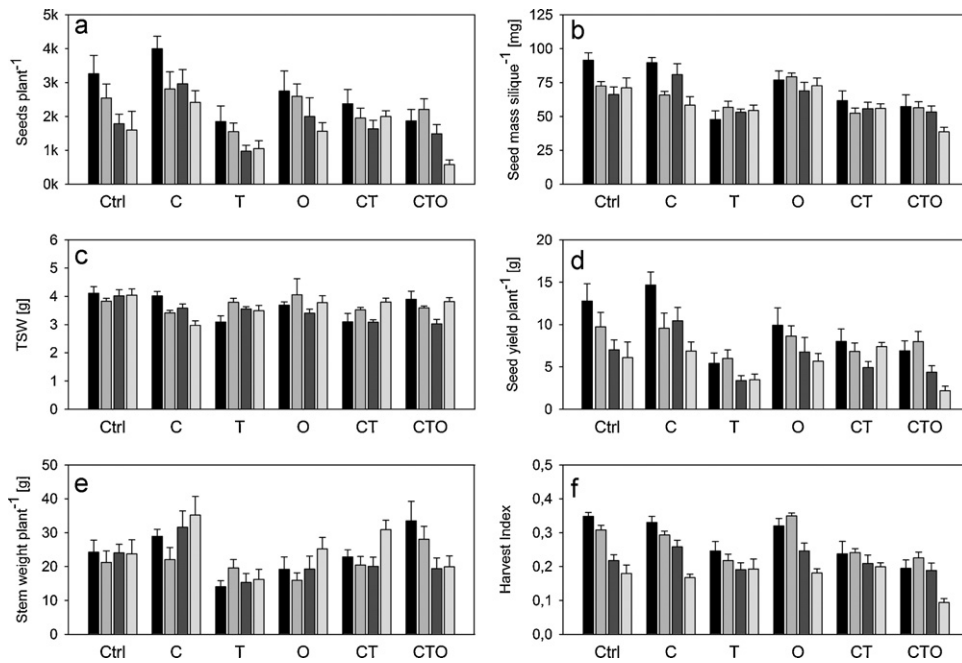 a
Seeds plant⁻¹
5k
4k
3k
2k
1k
0k
Ctrl C T O CT CTO
b
Seed mass silique⁻¹ [mg]
125
100
75
50
25
0
Ctrl C T O CT CTO
c
TSW [g]
6
5
4
3
2
1
0
Ctrl C T O CT CTO
d
Seed yield plant⁻¹ [g]
20
15
10
5
0
Ctrl C T O CT CTO
e
Stem weight plant⁻¹ [g]
50
40
30
20
10
0
Ctrl C T O CT CTO
f
Harvest Index
0,5
0,4
0,3
0,2
0,1
0,0
Ctrl C T O CT CTO